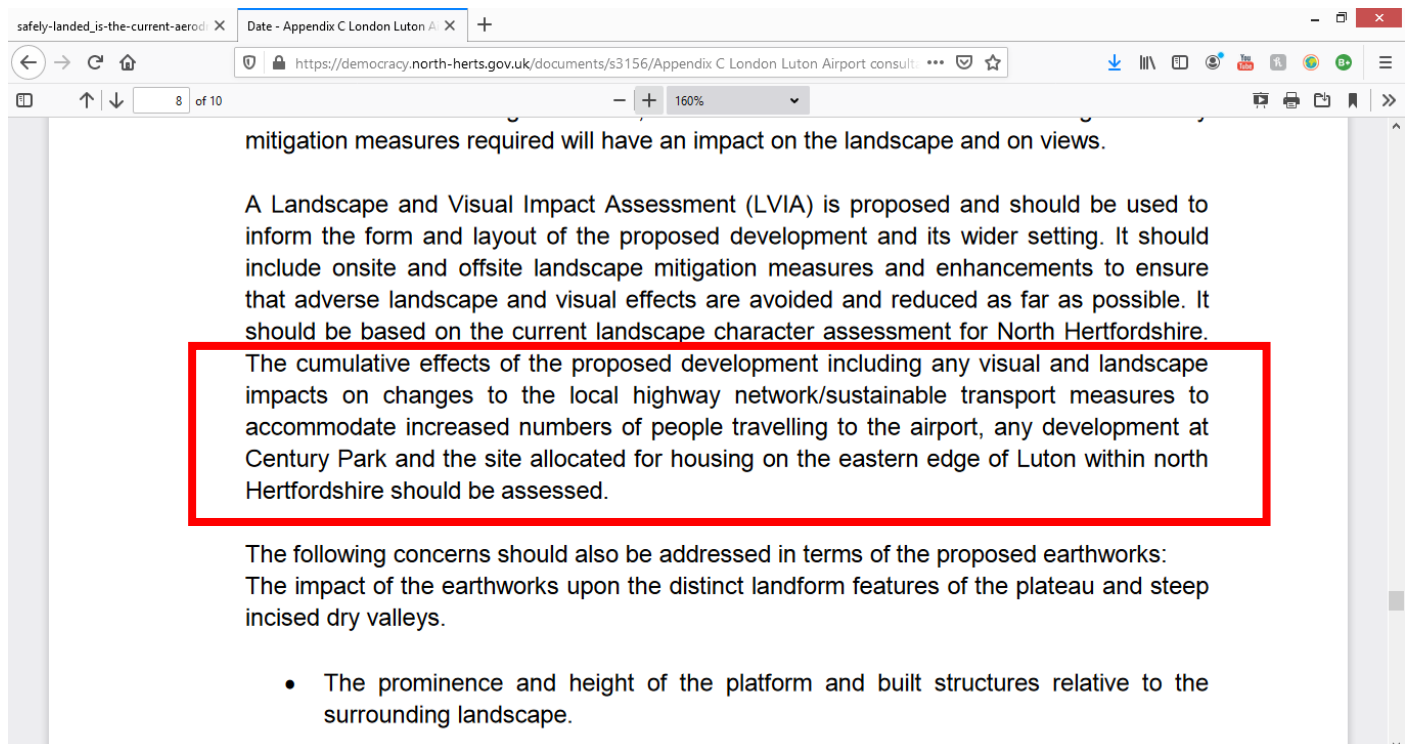 safely-landed_is-the-current-aerod
Date - Appendix C London Luton A
https://democracy.north-herts.gov.uk/documents/s3156/Appendix C London Luton Airport consult
8 of 10
160%
mitigation measures required will have an impact on the landscape and on views.
A Landscape and Visual Impact Assessment (LVIA) is proposed and should be used to
inform the form and layout of the proposed development and its wider setting. It should
include onsite and offsite landscape mitigation measures and enhancements to ensure
that adverse landscape and visual effects are avoided and reduced as far as possible. It
should be based on the current landscape character assessment for North Hertfordshire.
The cumulative effects of the proposed development including any visual and landscape
impacts on changes to the local highway network/sustainable transport measures to
accommodate increased numbers of people travelling to the airport, any development at
Century Park and the site allocated for housing on the eastern edge of Luton within north
Hertfordshire should be assessed.
The following concerns should also be addressed in terms of the proposed earthworks:
The impact of the earthworks upon the distinct landform features of the plateau and steep
incised dry valleys.
• The prominence and height of the platform and built structures relative to the
surrounding landscape.